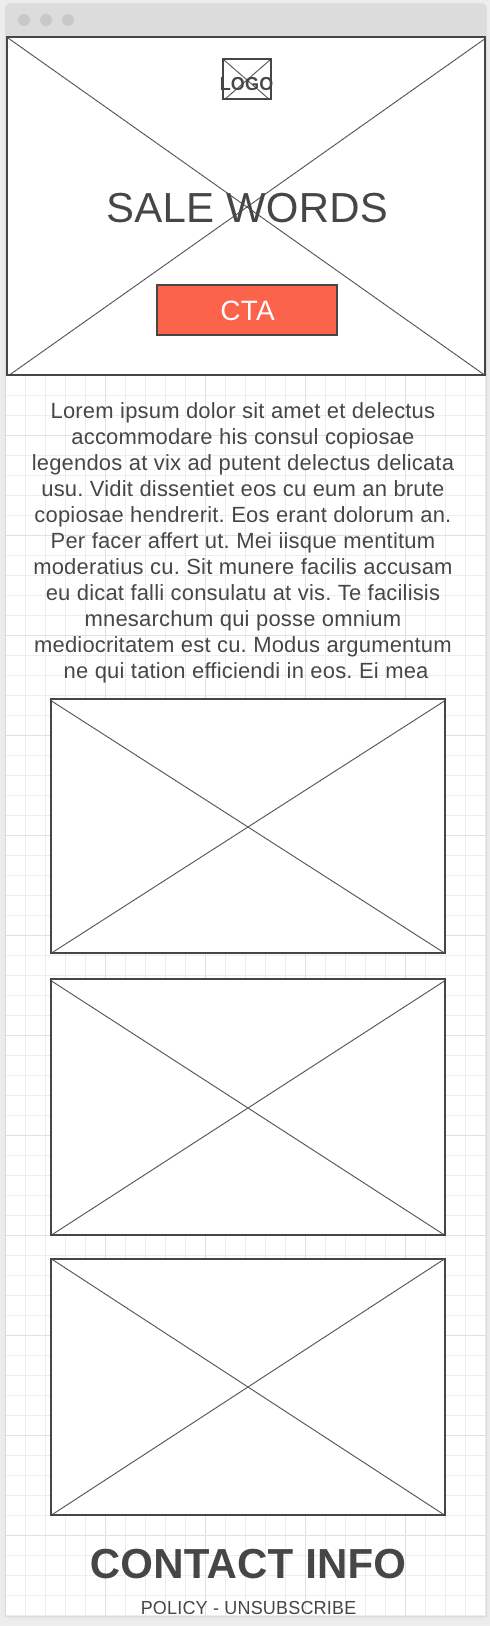 LOGO
SALE WORDS
CTA
Lorem ipsum dolor sit amet et delectus
accommodare his consul copiosae
legendos at vix ad putent delectus delicata
usu. Vidit dissentiet eos cu eum an brute
copiosae hendrerit. Eos erant dolorum an.
Per facer affert ut. Mei iisque mentitum
moderatius cu. Sit munere facilis accusam
eu dicat falli consulatu at vis. Te facilisis
mnesarchum qui posse omnium
mediocritatem est cu. Modus argumentum
ne qui tation efficiendi in eos. Ei mea
CONTACT INFO
POLICY - UNSUBSCRIBE